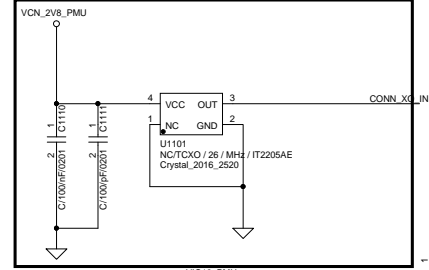 VCN_2V8_PMU
4 VCC OUT 3 CONN_XO_IN
1 NC GND 2
U1101
NC/TCXO / 26 / MHz / IT2205AE
Crystal_2016_2520
1 C1110 2
C/100/nF/0201
1 C1111 2
C/100/pF/0201
1